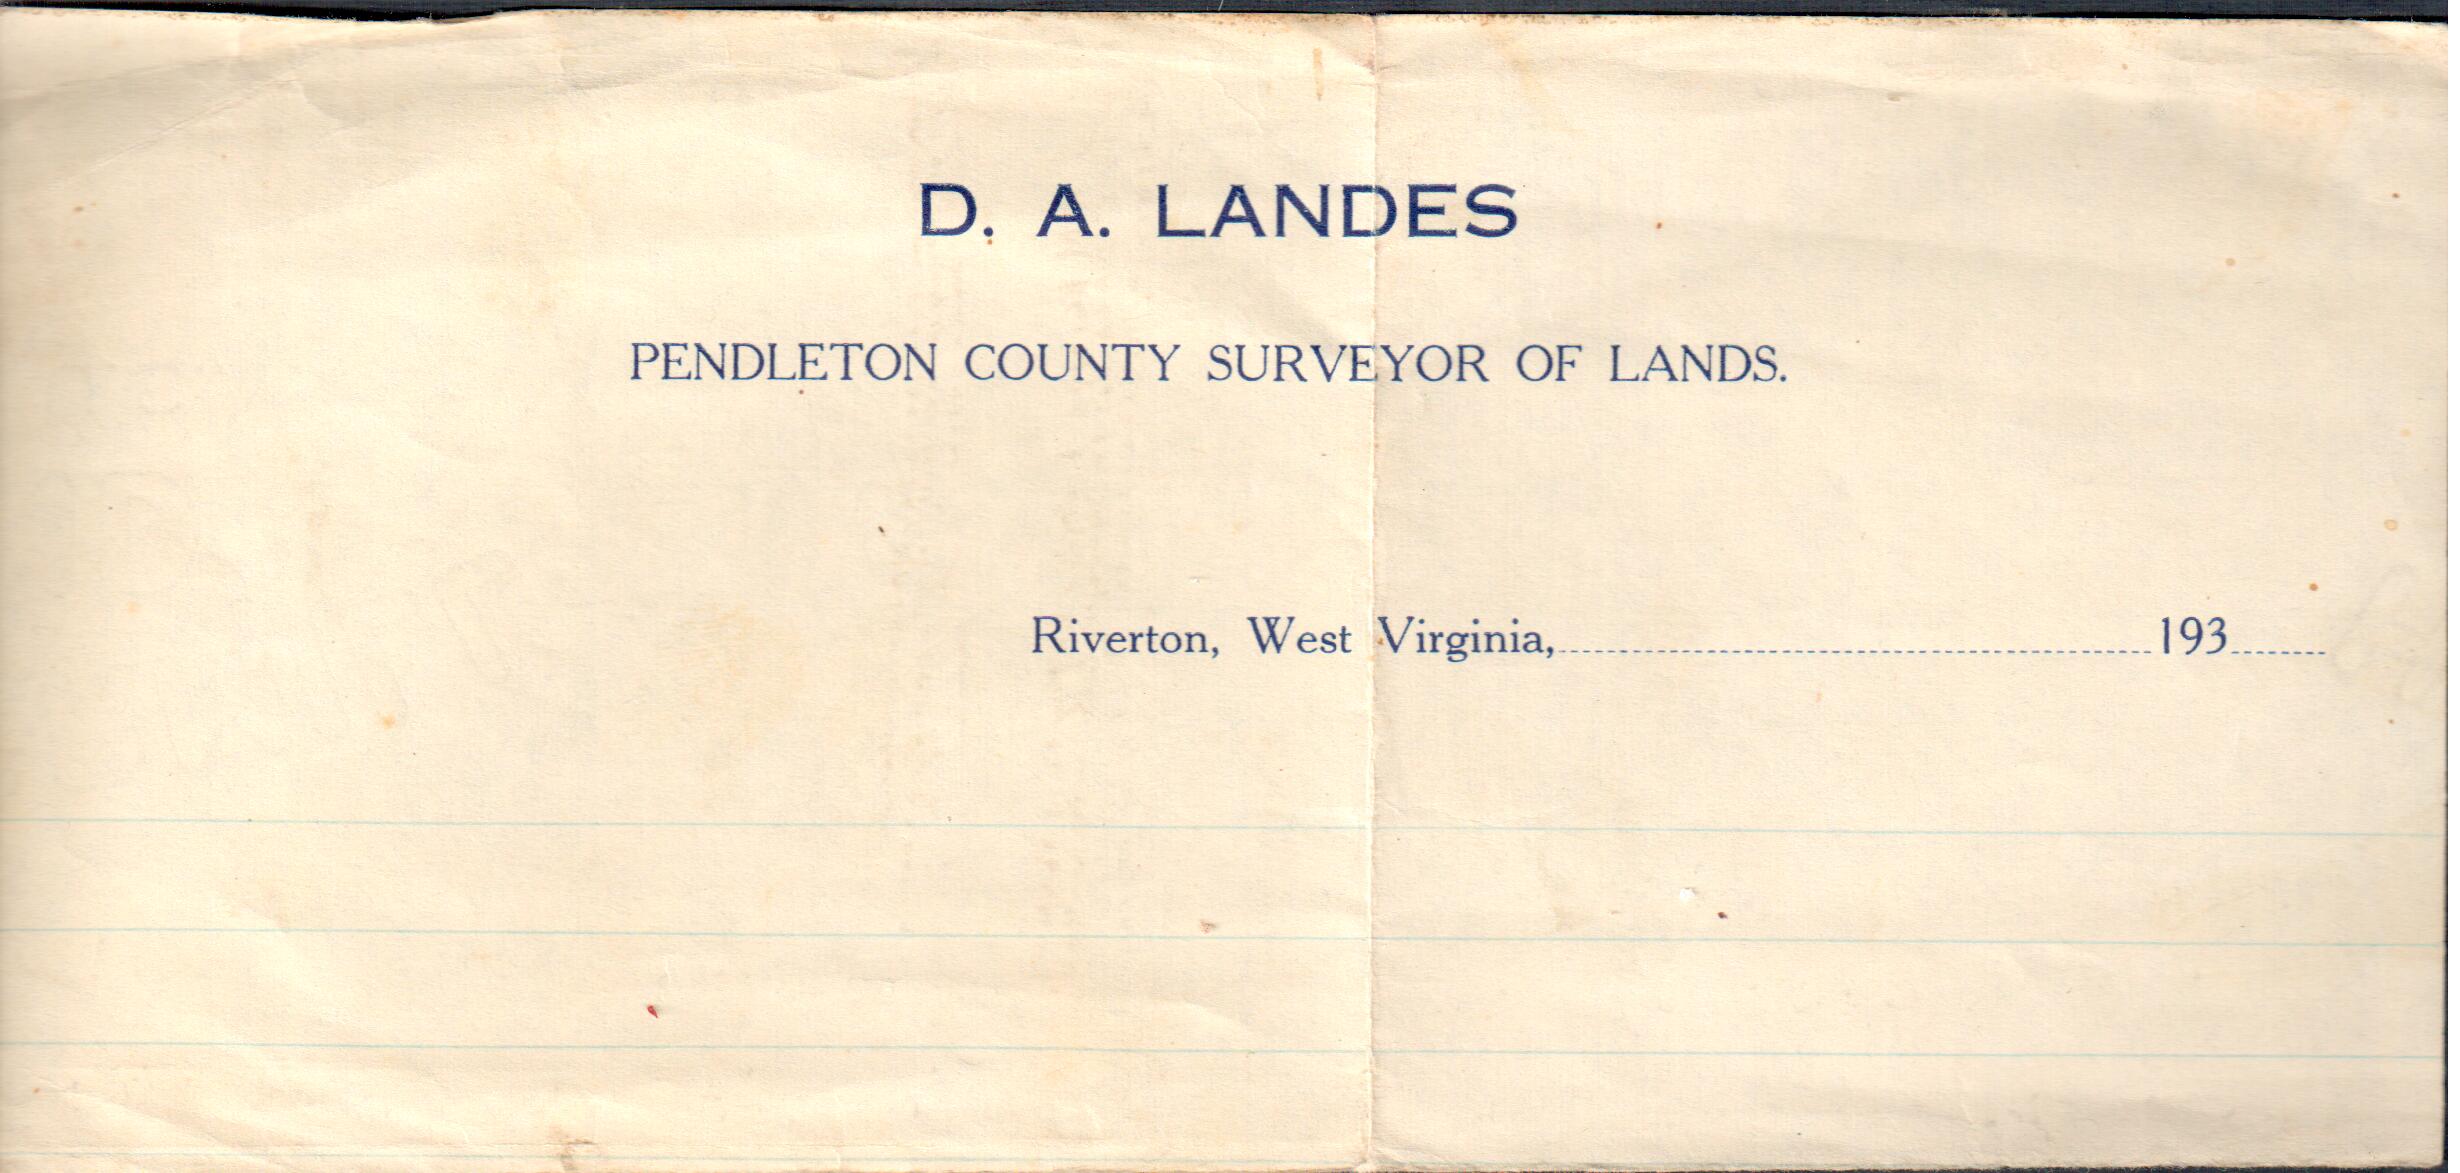 D. A. LANDES
PENDLETON COUNTY SURVEYOR OF LANDS.
Riverton, West Virginia,........................................193........